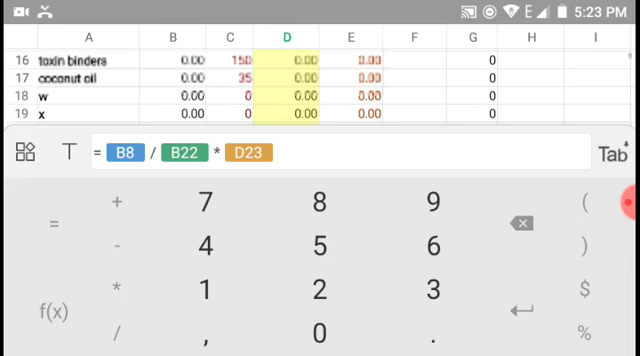 E 5:23 PM
A B C D E F G H I
16 toxin binders 0.00 150 0.00 0.00 0
17 coconut oil 0.00 35 0.00 0.00 0
18 w 0.00 0 0.00 0.00 0
19 x 0.00 0 0.00 0.00 0
T = B8 / B22 * D23 Tab
+ 7 8 9 (
=
- 4 5 6 )
* 1 2 3 $
f(x)
/ , 0 . %